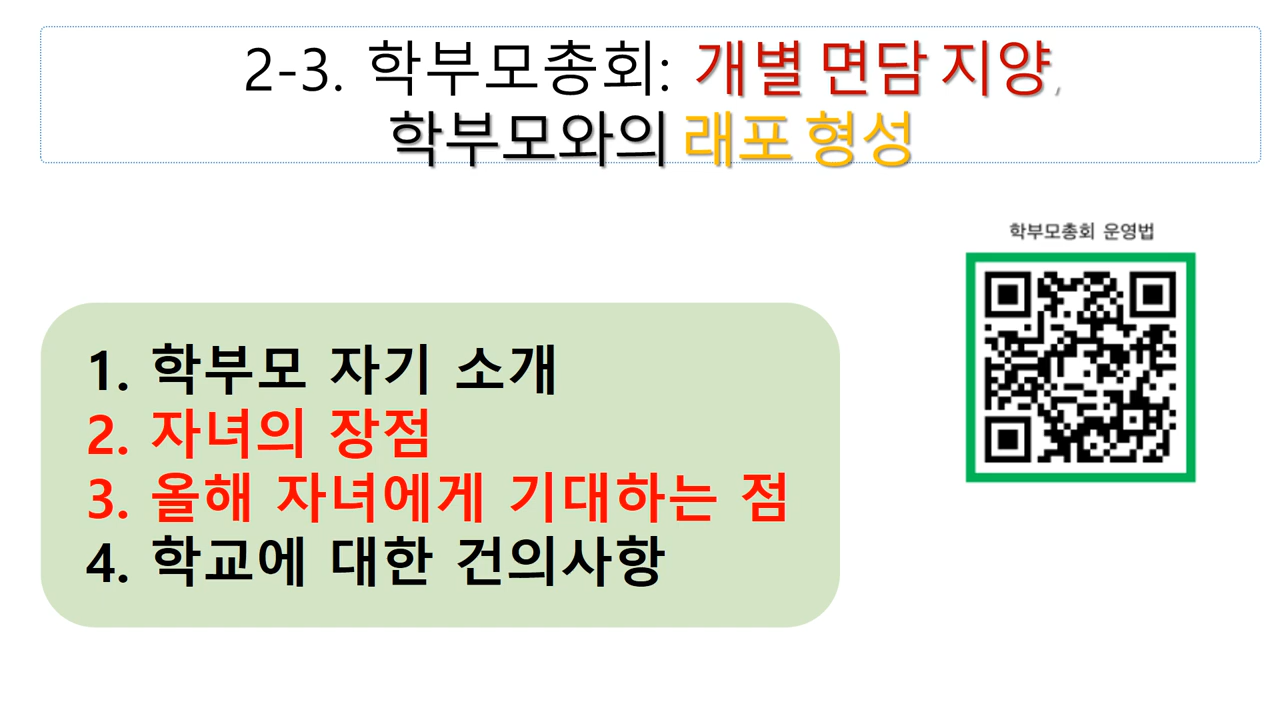 2-3. 학부모총회: 개별 면담 지양,
학부모와의 래포 형성
학부모총회 운영법
1. 학부모 자기 소개
2. 자녀의 장점
3. 올해 자녀에게 기대하는 점
4. 학교에 대한 건의사항